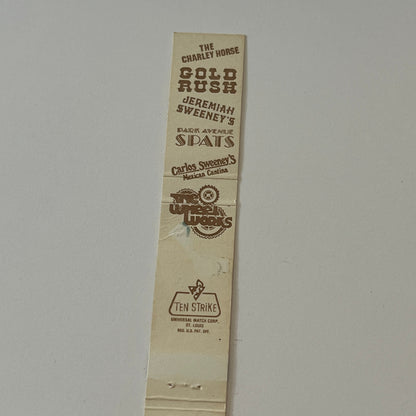 THE
CHARLEY HORSE
GOLD
RUSH
JEREMIAH
SWEENEY'S
PARK AVENUE
SPATS
Carlos Sweeney's
Mexican Cantina
THE
WHEEL
WORKS
TEN STRIKE
UNIVERSAL MATCH CORP.
ST. LOUIS
REG. U.S. PAT. OFF.